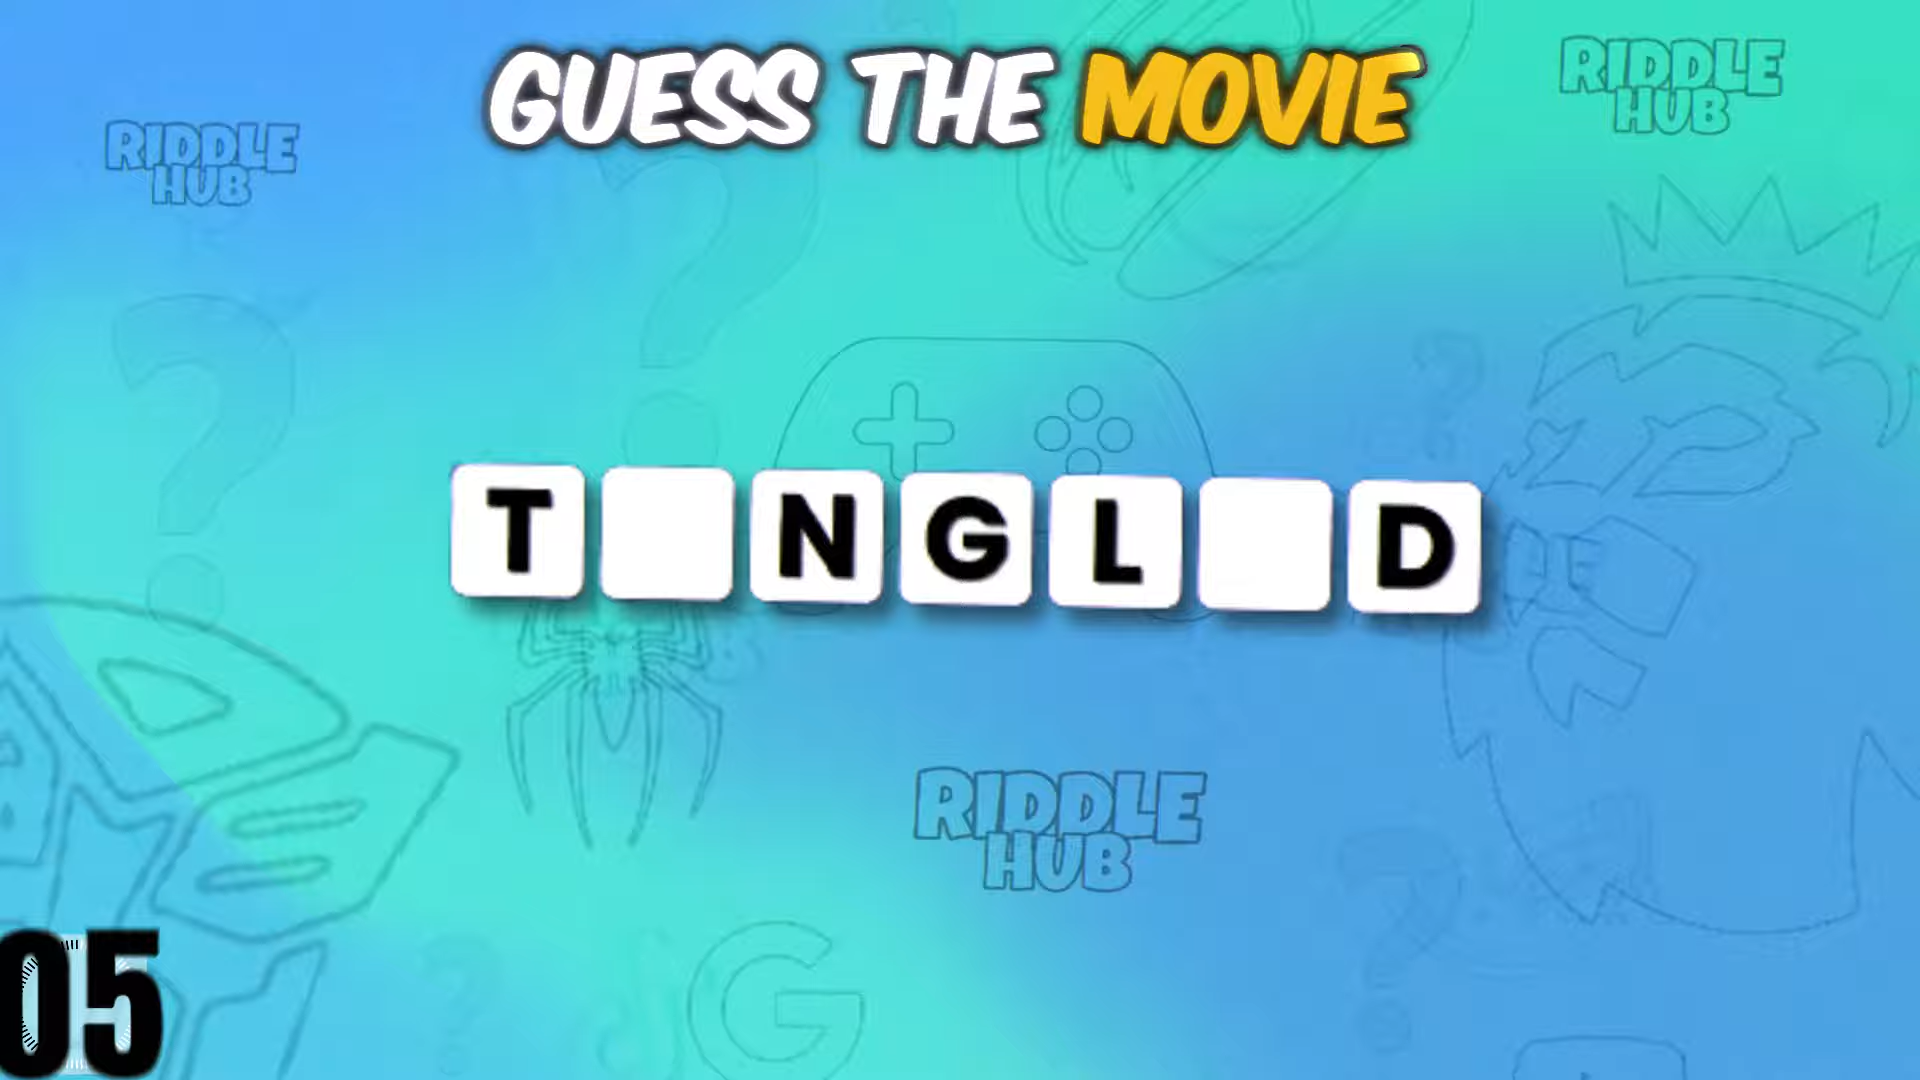 GUESS THE MOVIE
RIDDLE
HUB
RIDDLE
HUB
T NGL D
RIDDLE
HUB
G
05